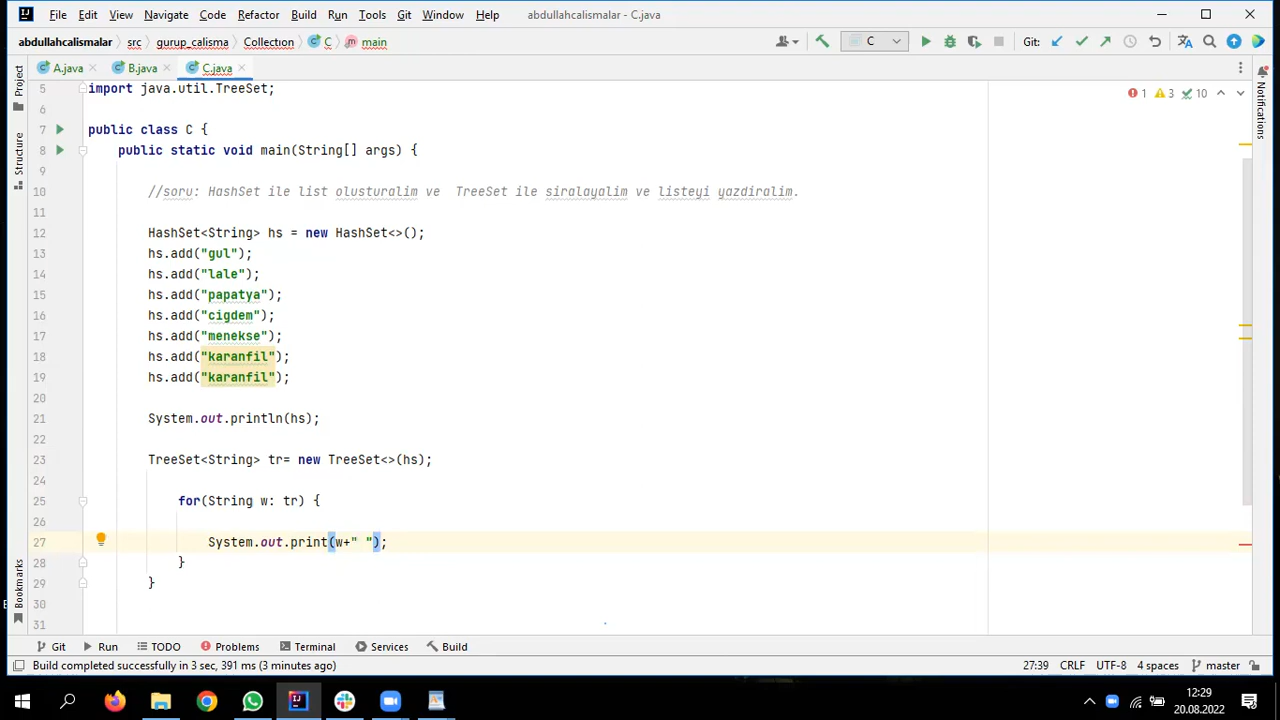 File Edit View Navigate Code Refactor Build Run Tools Git Window Help abdullahcalismalar - C.java
abdullahcalismalar src gurup_calisma Collection C main C Git:
A.java B.java C.java
Project
Structure
Bookmarks
Notifications
1 3 10
5 import java.util.TreeSet;
6
7 public class C {
8 public static void main(String[] args) {
9
10 //soru: HashSet ile list olusturalim ve  TreeSet ile siralayalim ve listeyi yazdiralim.
11
12 HashSet<String> hs = new HashSet<>();
13 hs.add("gul");
14 hs.add("lale");
15 hs.add("papatya");
16 hs.add("cigdem");
17 hs.add("menekse");
18 hs.add("karanfil");
19 hs.add("karanfil");
20
21 System.out.println(hs);
22
23 TreeSet<String> tr= new TreeSet<>(hs);
24
25 for(String w: tr) {
26
27 System.out.print(w+" ");
28 }
29 }
30
31
Git Run TODO Problems Terminal Services Build
Build completed successfully in 3 sec, 391 ms (3 minutes ago) 27:39 CRLF UTF-8 4 spaces master
12:29
20.08.2022